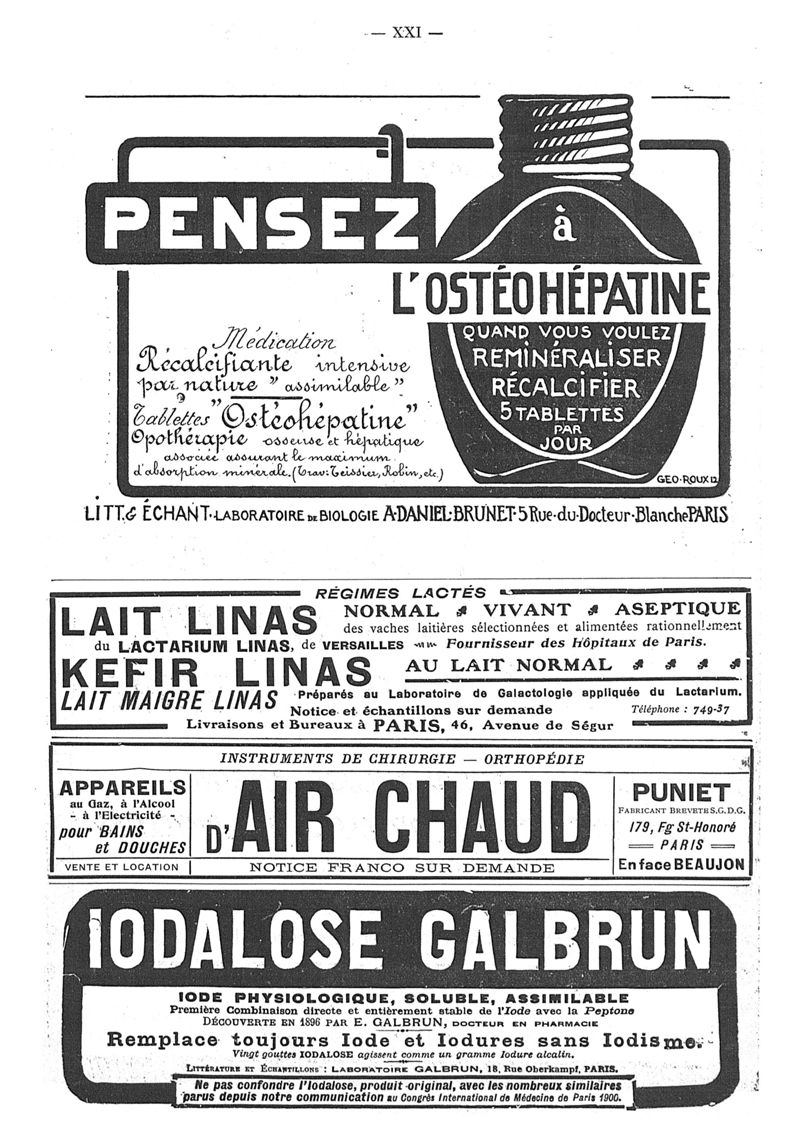 — XXI —
PENSEZ
à
L'OSTÉOHÉPATINE
QUAND VOUS VOULEZ
REMINÉRALISER
RÉCALCIFIER
5 TABLETTES
PAR
JOUR
GEO·ROUX
Médication
Récalcifiante intensive
par nature "assimilable"
Tablettes "Ostéohépatine"
Opothérapie osseuse et hépatique
associée assurant le maximum
d'absorption minérale. (Trav: Teissier, Robin, etc)
LITT. & ÉCHANT· LABORATOIRE DE BIOLOGIE A·DANIEL·BRUNET·5 Rue·du·Docteur·Blanche PARIS
RÉGIMES LACTÉS
LAIT LINAS NORMAL VIVANT ASEPTIQUE
des vaches laitières sélectionnées et alimentées rationnellement
du LACTARIUM LINAS, de VERSAILLES Fournisseur des Hôpitaux de Paris.
KEFIR LINAS AU LAIT NORMAL
LAIT MAIGRE LINAS Préparés au Laboratoire de Galactologie appliquée du Lactarium.
Notice et échantillons sur demande Téléphone : 749-37
Livraisons et Bureaux à PARIS, 46, Avenue de Ségur
INSTRUMENTS DE CHIRURGIE — ORTHOPÉDIE
APPAREILS
au Gaz, à l'Alcool
- à l'Electricité -
pour BAINS
et DOUCHES
VENTE ET LOCATION
D'AIR CHAUD
NOTICE FRANCO SUR DEMANDE
PUNIET
FABRICANT BREVETE S.G.D.G.
179, Fg St-Honoré
PARIS
En face BEAUJON
IODALOSE GALBRUN
IODE PHYSIOLOGIQUE, SOLUBLE, ASSIMILABLE
Première Combinaison directe et entièrement stable de l'Iode avec la Peptone
DÉCOUVERTE EN 1896 PAR E. GALBRUN, DOCTEUR EN PHARMACIE
Remplace toujours Iode et Iodures sans Iodisme.
Vingt gouttes IODALOSE agissent comme un gramme Iodure alcalin.
LITTÉRATURE ET ÉCHANTILLONS : LABORATOIRE GALBRUN, 18, Rue Oberkampf, PARIS.
Ne pas confondre l'Iodalose, produit original, avec les nombreux similaires
parus depuis notre communication au Congrès International de Médecine de Paris 1900.